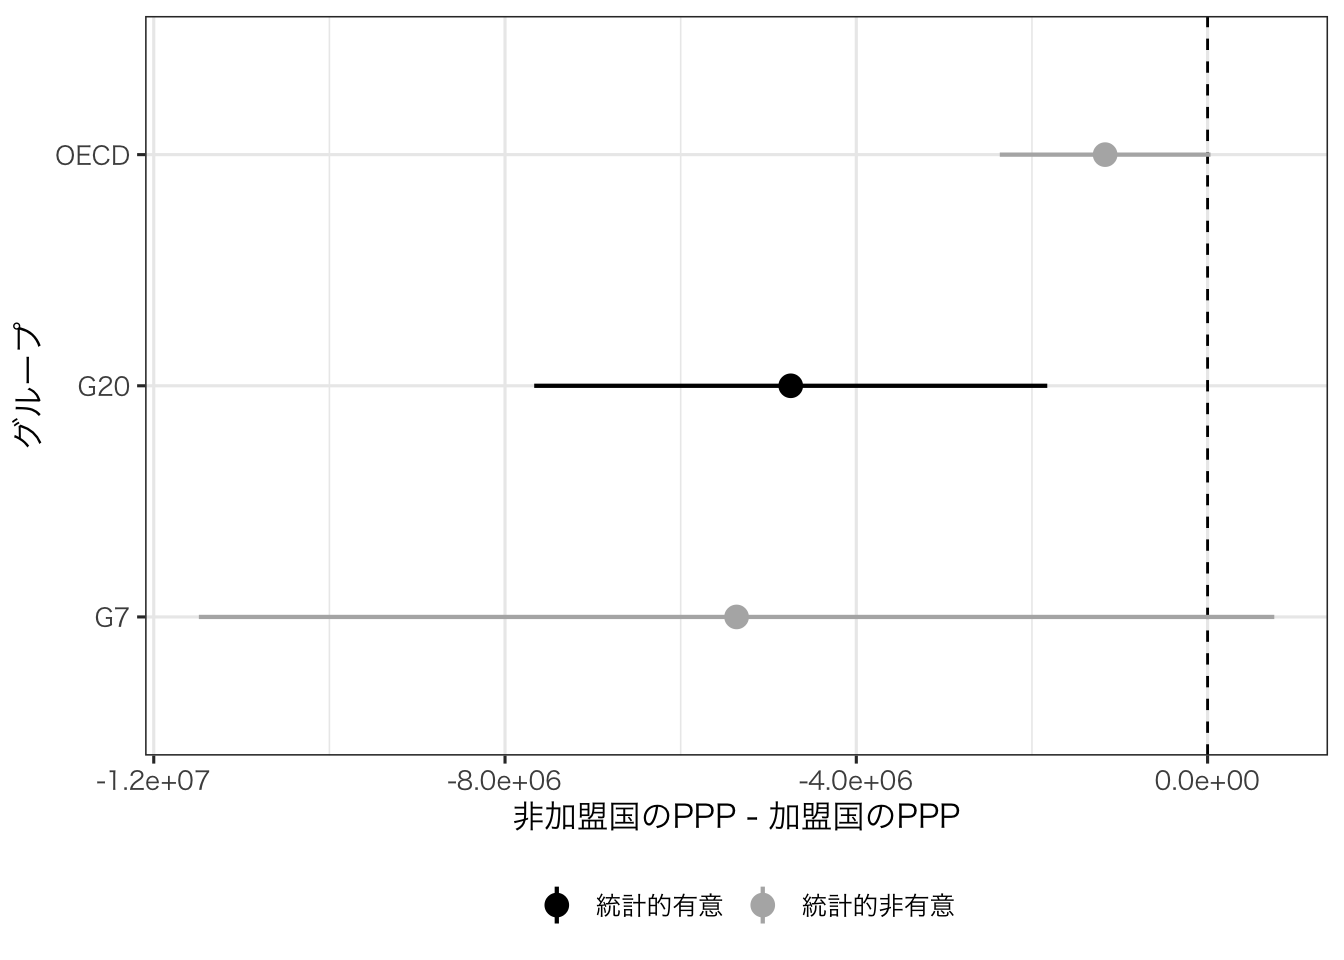 OECD
G20
G7
グループ
-1.2e+07
-8.0e+06
-4.0e+06
0.0e+00
非加盟国のPPP - 加盟国のPPP
統計的有意
統計的非有意